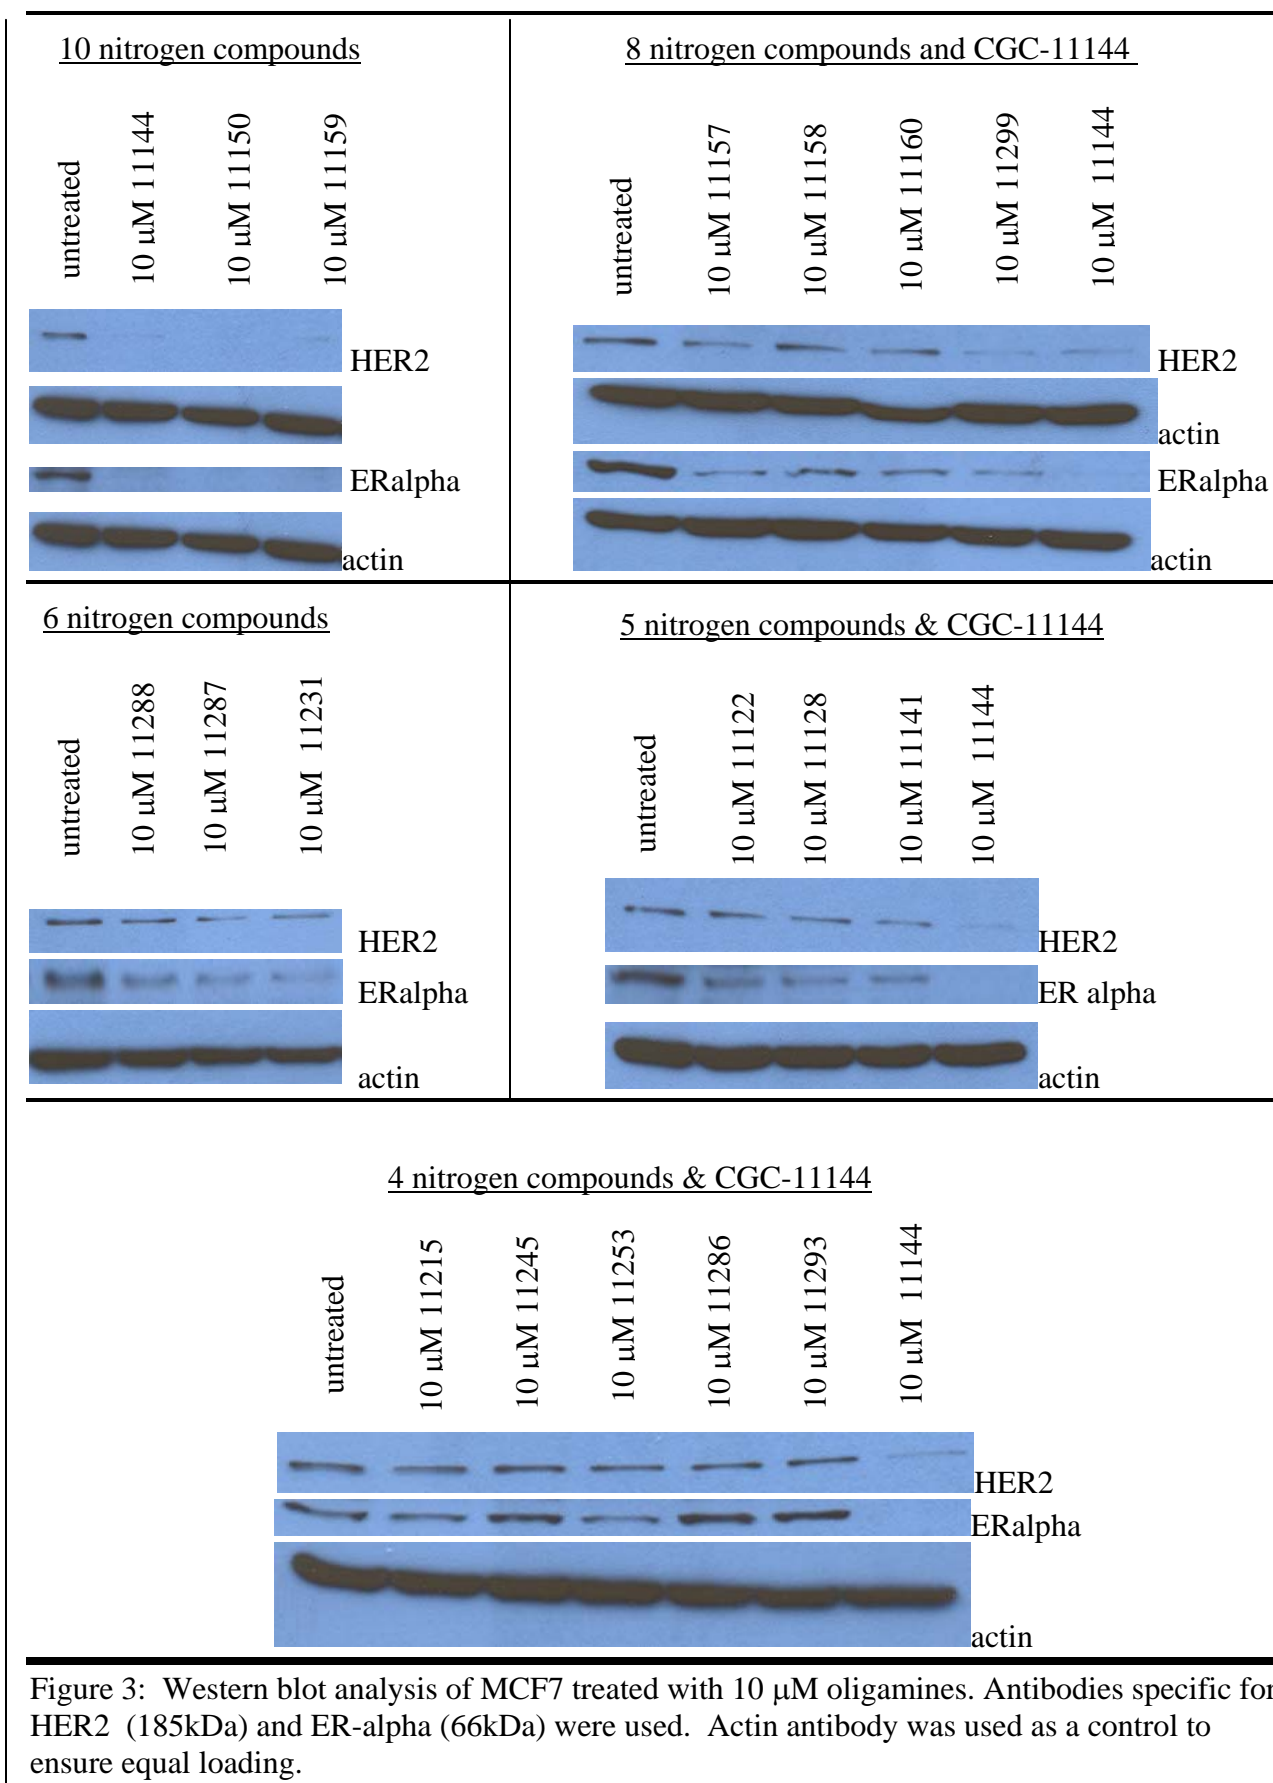 10 nitrogen compounds
untreated
10 µM 11144
10 µM 11150
10 µM 11159
HER2
actin
ERalpha
actin
8 nitrogen compounds and CGC-11144
untreated
10 µM 11157
10 µM 11158
10 µM 11160
10 µM 11299
10 µM 11144
HER2
actin
ERalpha
actin
6 nitrogen compounds
untreated
10 µM 11288
10 µM 11287
10 µM 11231
HER2
ERalpha
actin
5 nitrogen compounds & CGC-11144
untreated
10 µM 11122
10 µM 11128
10 µM 11141
10 µM 11144
HER2
ER alpha
actin
4 nitrogen compounds & CGC-11144
untreated
10 µM 11215
10 µM 11245
10 µM 11253
10 µM 11286
10 µM 11293
10 µM 11144
HER2
ERalpha
actin
Figure 3: Western blot analysis of MCF7 treated with 10 µM oligamines. Antibodies specific for
HER2 (185kDa) and ER-alpha (66kDa) were used. Actin antibody was used as a control to
ensure equal loading.